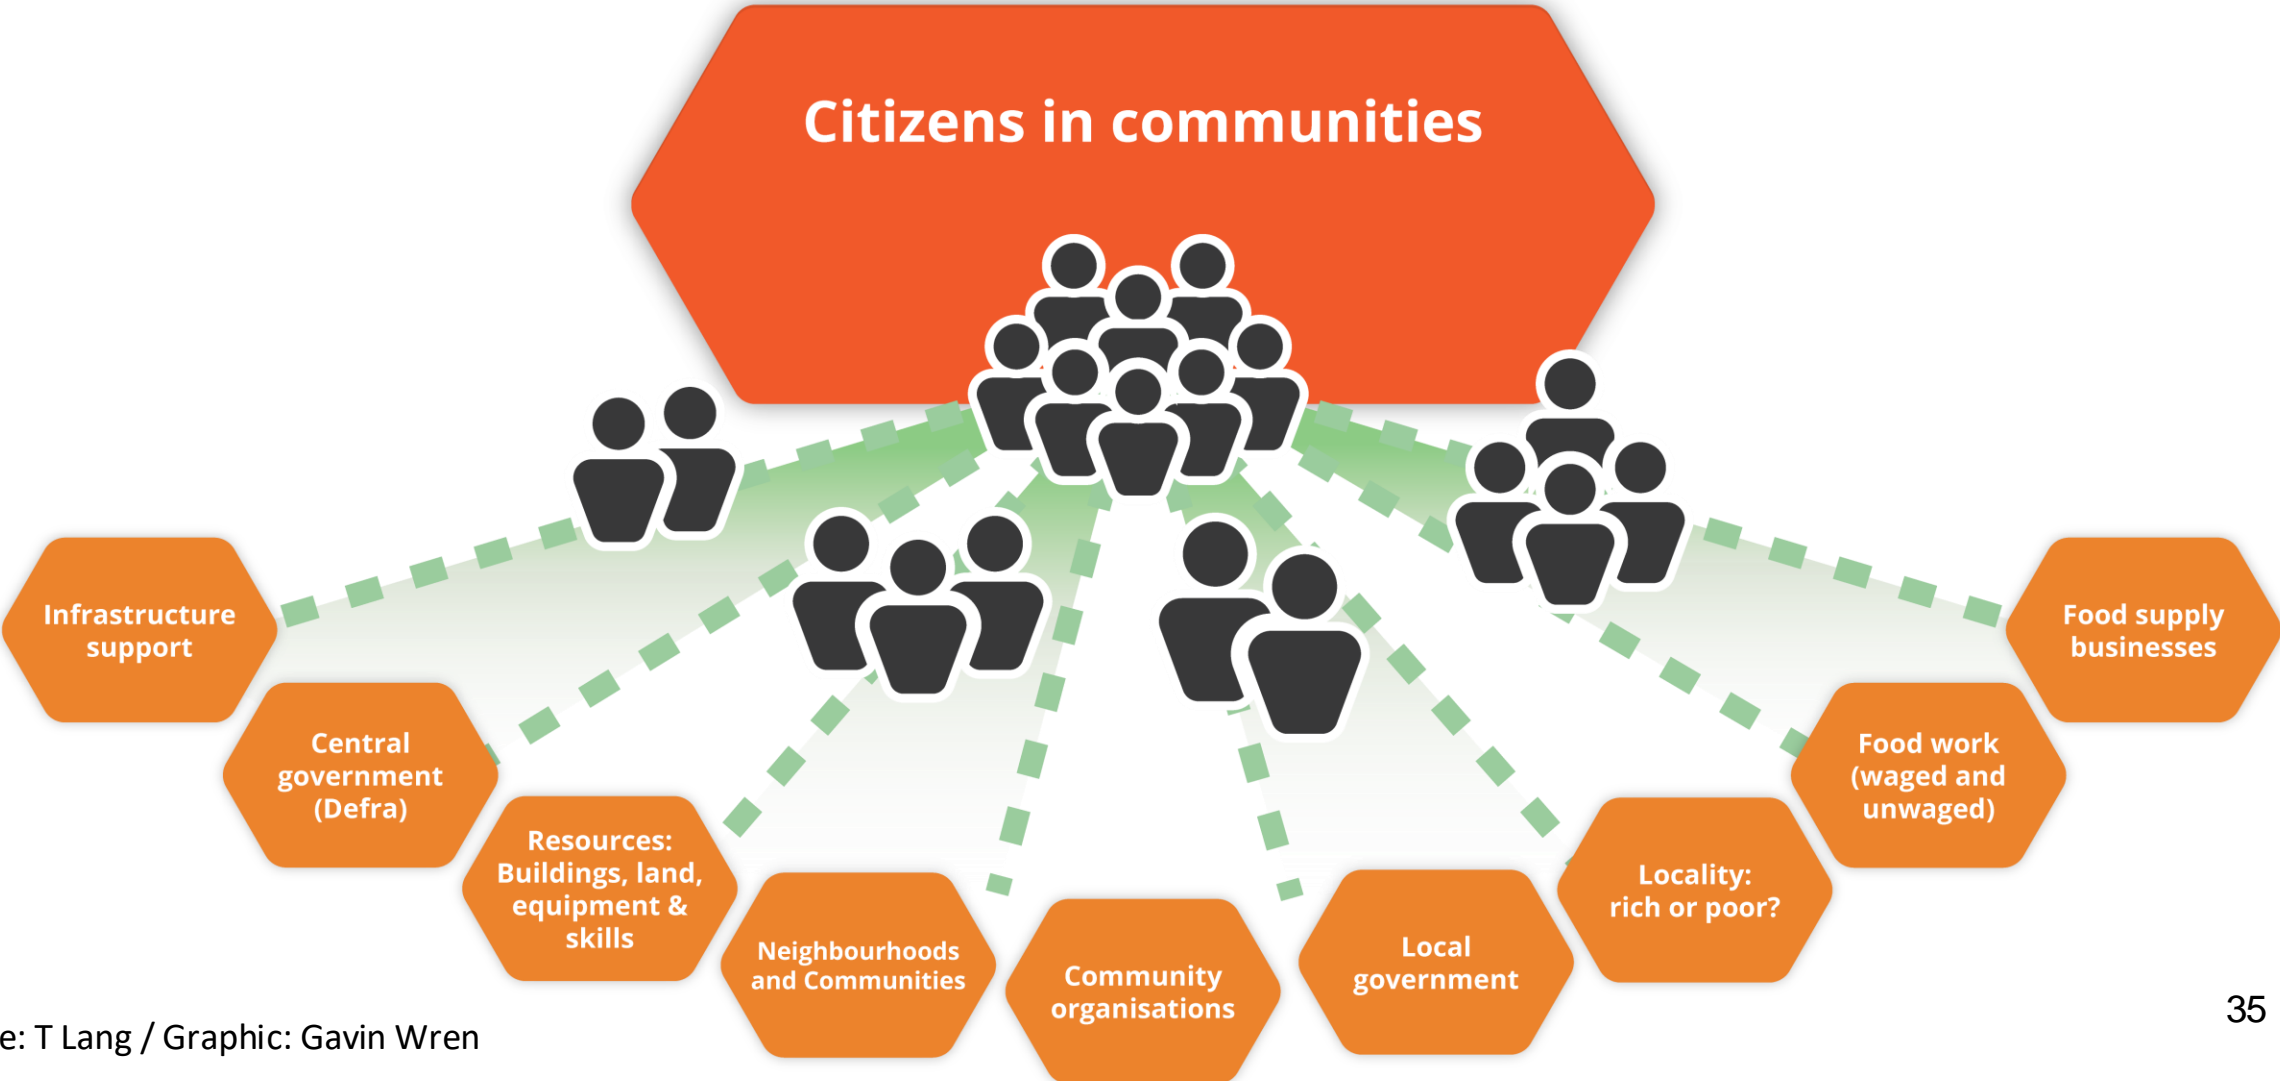 Citizens in communities
Infrastructure
support
Central
government
(Defra)
Resources:
Buildings, land,
equipment &
skills
Neighbourhoods
and Communities
Community
organisations
Local
government
Locality:
rich or poor?
Food work
(waged and
unwaged)
Food supply
businesses
e: T Lang / Graphic: Gavin Wren
35